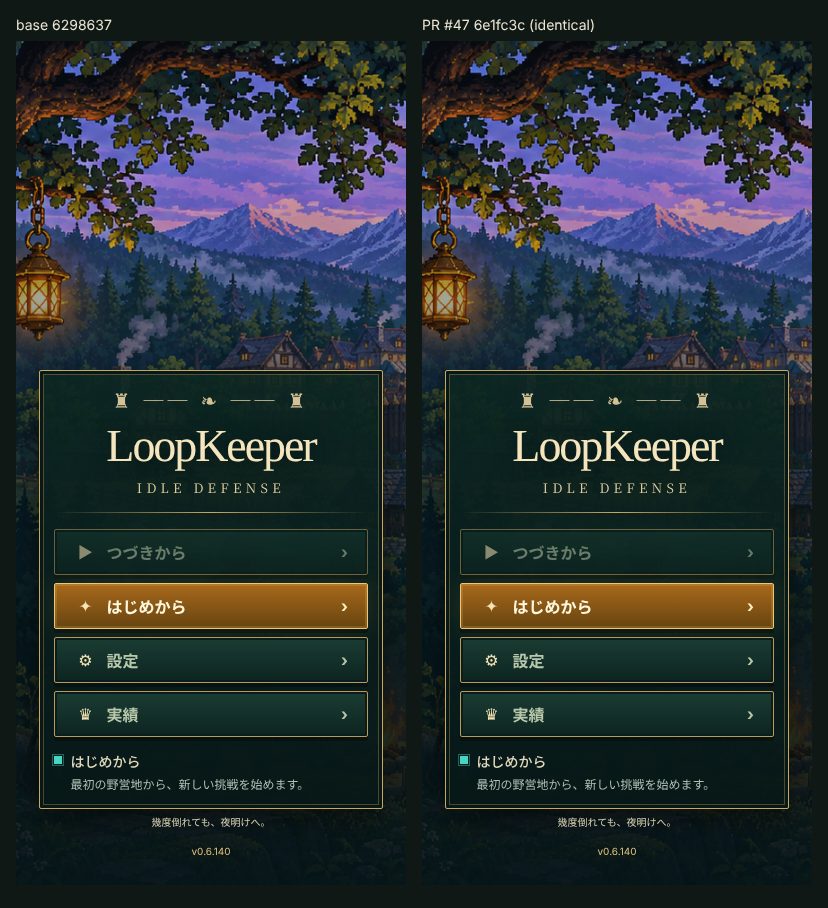 base 6298637
PR #47 6e1fc3c (identical)
LoopKeeper
IDLE DEFENSE
つづきから
はじめから
設定
実績
はじめから
最初の野営地から、新しい挑戦を始めます。
幾度倒れても、夜明けへ。
v0.6.140
LoopKeeper
IDLE DEFENSE
つづきから
はじめから
設定
実績
はじめから
最初の野営地から、新しい挑戦を始めます。
幾度倒れても、夜明けへ。
v0.6.140